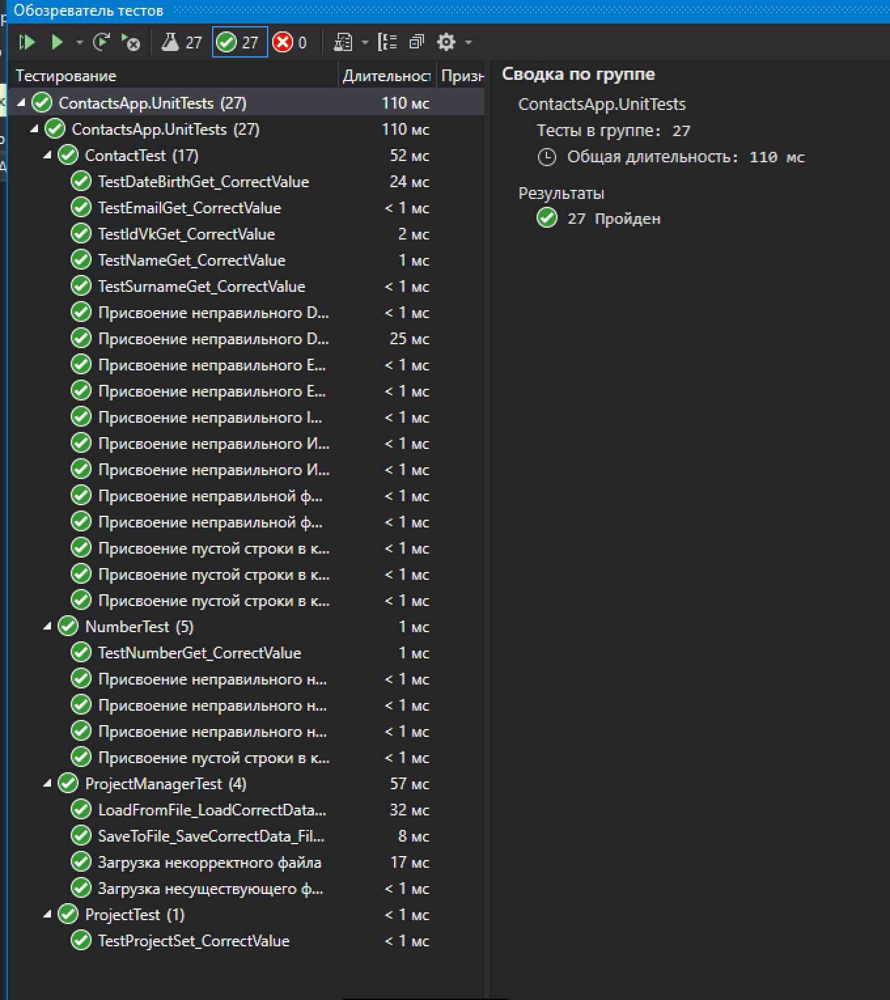 Обозреватель тестов
27 27 0
Тестирование Длительност Призн
ContactsApp.UnitTests (27) 110 мс
ContactsApp.UnitTests (27) 110 мс
ContactTest (17) 52 мс
TestDateBirthGet_CorrectValue 24 мс
TestEmailGet_CorrectValue < 1 мс
TestIdVkGet_CorrectValue 2 мс
TestNameGet_CorrectValue 1 мс
TestSurnameGet_CorrectValue < 1 мс
Присвоение неправильного D... < 1 мс
Присвоение неправильного D... 25 мс
Присвоение неправильного E... < 1 мс
Присвоение неправильного E... < 1 мс
Присвоение неправильного I... < 1 мс
Присвоение неправильного И... < 1 мс
Присвоение неправильного И... < 1 мс
Присвоение неправильной ф... < 1 мс
Присвоение неправильной ф... < 1 мс
Присвоение пустой строки в к... < 1 мс
Присвоение пустой строки в к... < 1 мс
Присвоение пустой строки в к... < 1 мс
NumberTest (5) 1 мс
TestNumberGet_CorrectValue 1 мс
Присвоение неправильного н... < 1 мс
Присвоение неправильного н... < 1 мс
Присвоение неправильного н... < 1 мс
Присвоение пустой строки в к... < 1 мс
ProjectManagerTest (4) 57 мс
LoadFromFile_LoadCorrectData... 32 мс
SaveToFile_SaveCorrectData_Fil... 8 мс
Загрузка некорректного файла 17 мс
Загрузка несуществующего ф... < 1 мс
ProjectTest (1) < 1 мс
TestProjectSet_CorrectValue < 1 мс
Сводка по группе
ContactsApp.UnitTests
Тесты в группе: 27
Общая длительность: 110 мс
Результаты
27 Пройден